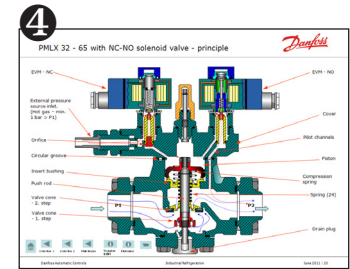 4
PMLX 32 - 65 with NC-NO solenoid valve - principle
Danfoss
EVM - NC
EVM - NO
External pressure
source inlet.
(Hot gas - min.
1 bar > P1)
Cover
Orifice
Pilot channels
Circular groove
Piston
Insert bushing
Compression
spring
Push rod
Spring (24)
Valve cone
- 2. step
P1
P2
Valve cone
- 1. step
Drain plug
Danfoss Automatic Controls
Industrial Refrigeration
June 2011 | 20